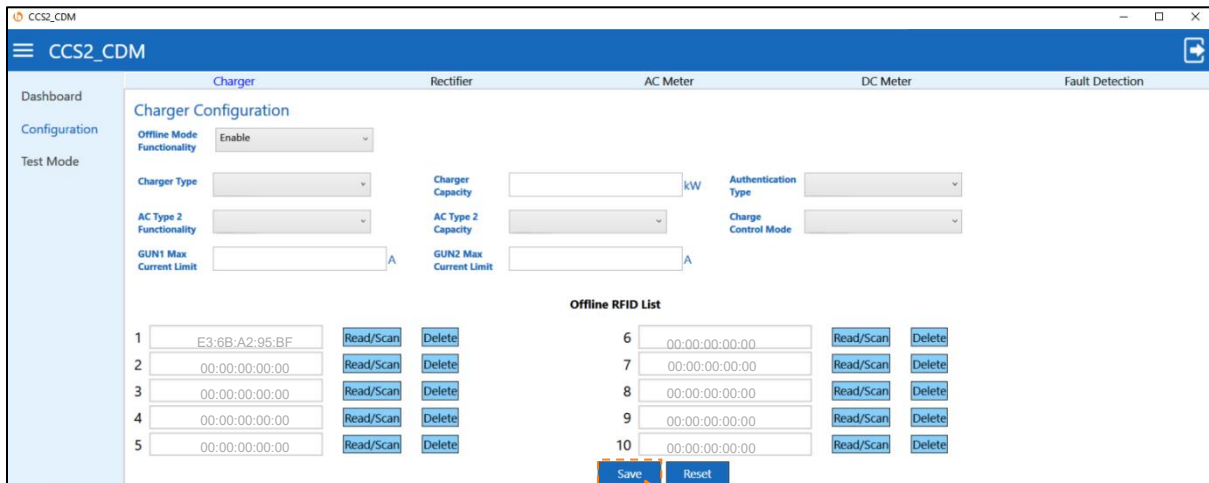 CCS2_CDM
CCS2_CDM
Charger Rectifier AC Meter DC Meter Fault Detection
Dashboard
Configuration
Test Mode
Charger Configuration
Offline Mode
Functionality
Enable
Charger Type
Charger
Capacity
kW
Authentication
Type
AC Type 2
Functionality
AC Type 2
Capacity
Charge
Control Mode
GUN1 Max
Current Limit
A
GUN2 Max
Current Limit
A
Offline RFID List
1 E3:6B:A2:95:BF Read/Scan Delete 6 00:00:00:00:00 Read/Scan Delete
2 00:00:00:00:00 Read/Scan Delete 7 00:00:00:00:00 Read/Scan Delete
3 00:00:00:00:00 Read/Scan Delete 8 00:00:00:00:00 Read/Scan Delete
4 00:00:00:00:00 Read/Scan Delete 9 00:00:00:00:00 Read/Scan Delete
5 00:00:00:00:00 Read/Scan Delete 10 00:00:00:00:00 Read/Scan Delete
Save Reset